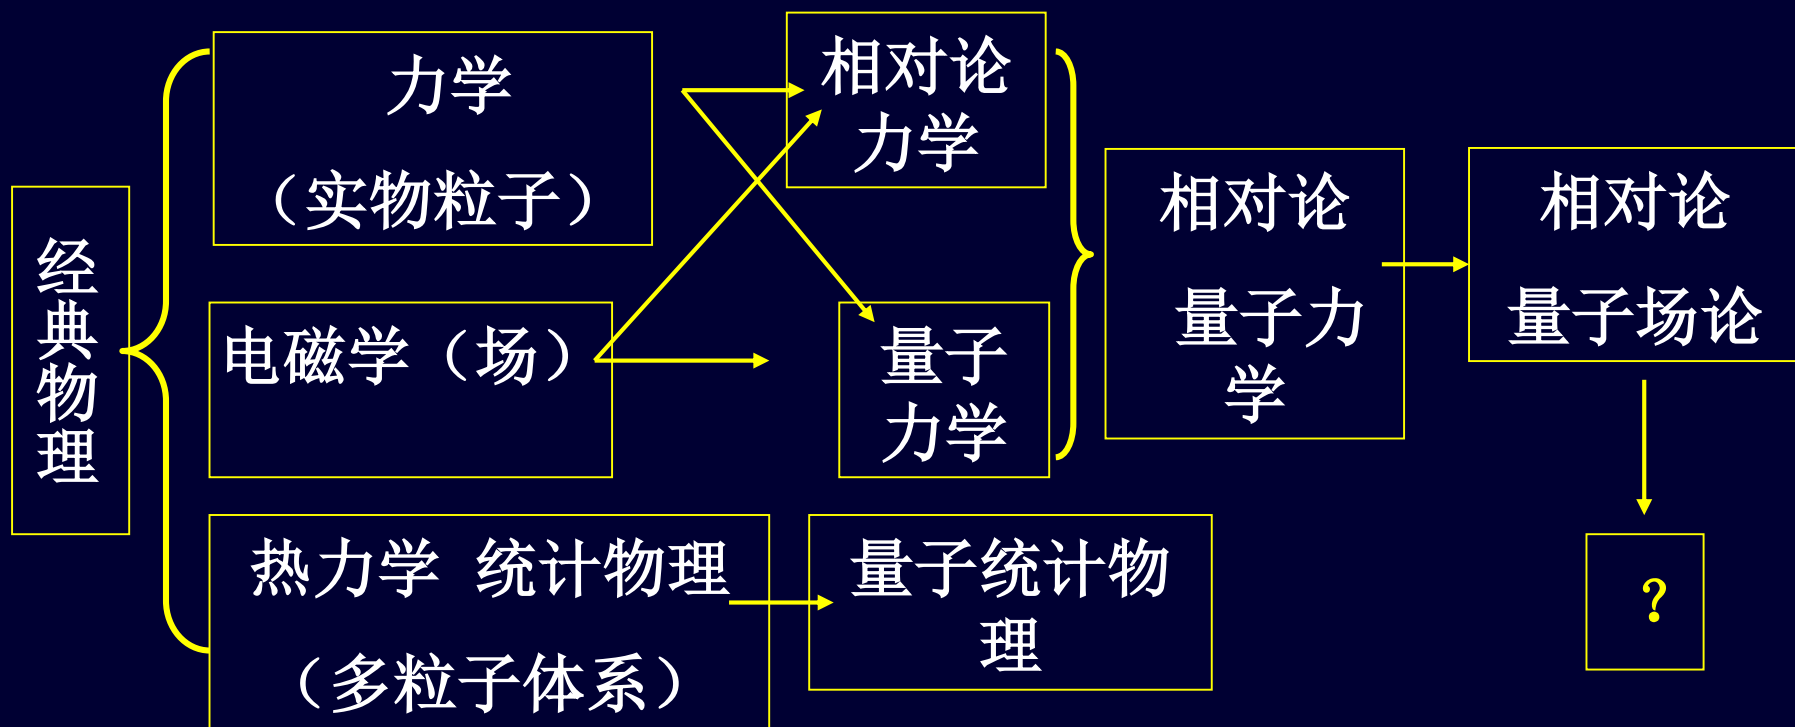 经典物理
力学
（实物粒子）
电磁学（场）
热力学 统计物理
（多粒子体系）
相对论
力学
量子
力学
量子统计物
理
相对论
量子力
学
相对论
量子场论
？